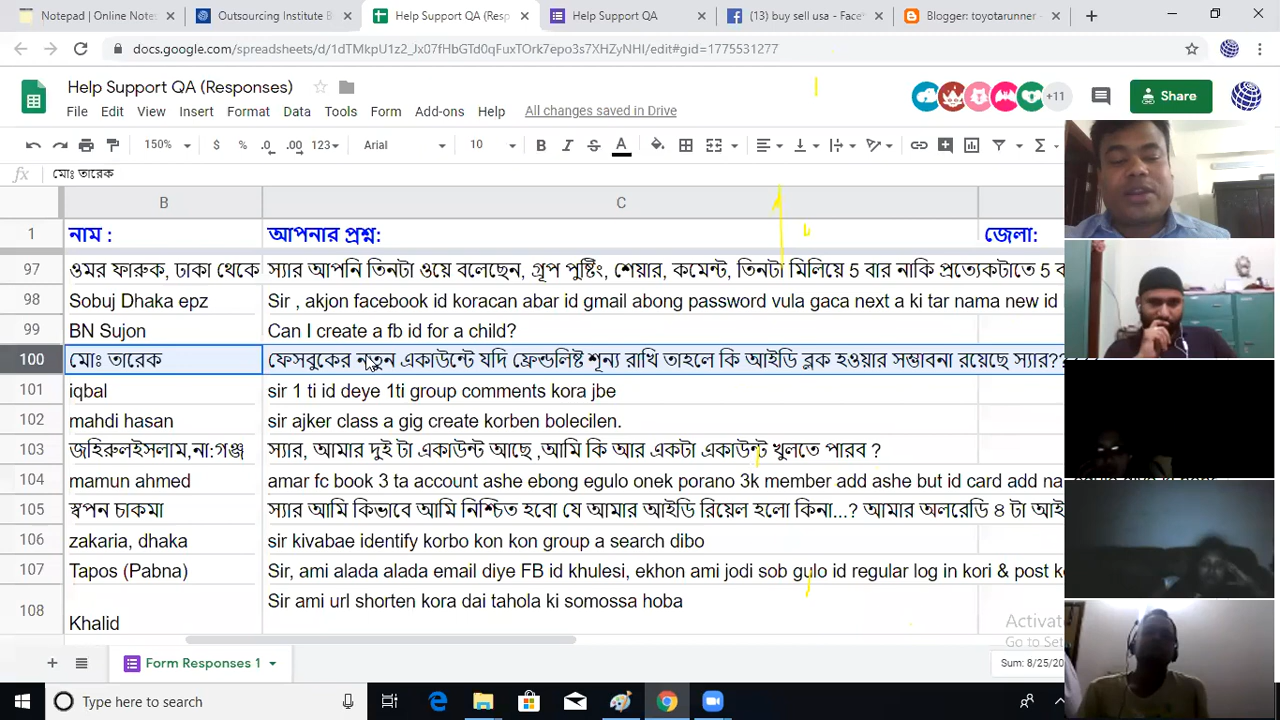 Notepad | Online Notes
Outsourcing Institute B
Help Support QA (Responses)
Help Support QA
(13) buy sell usa - Face
Blogger: toyotarunner -
docs.google.com/spreadsheets/d/1dTMkpU1z2_Jx07fHbGTd0qFuxTOrk7epo3s7XHZyNHI/edit#gid=1775531277
Help Support QA (Responses)
+11
Share
File Edit View Insert Format Data Tools Form Add-ons Help All changes saved in Drive
150% $ % .0 .00 123 Arial 10 B I S A
fx মোঃ তারেক
B C
1 নাম : আপনার প্রশ্ন: জেলা:
97 ওমর ফারুক, ঢাকা থেকে স্যার আপনি তিনটা ওয়ে বলেছেন, গ্রূপ পুষ্টিং, শেয়ার, কমেন্ট, তিনটা মিলিয়ে 5 বার নাকি প্রত্যেকটাতে 5 ব
98 Sobuj Dhaka epz Sir , akjon facebook id koracan abar id gmail abong password vula gaca next a ki tar nama new id
99 BN Sujon Can I create a fb id for a child?
100 মোঃ তারেক ফেসবুকের নতুন একাউন্টে যদি ফ্রেন্ডলিষ্ট শূন্য রাখি তাহলে কি আইডি ব্লক হওয়ার সম্ভাবনা রয়েছে স্যার??
101 iqbal sir 1 ti id deye 1ti group comments kora jbe
102 mahdi hasan sir ajker class a gig create korben bolecilen.
103 জহিরুলইসলাম,না:গঞ্জ স্যার, আমার দুই টা একাউন্ট আছে ,আমি কি আর একটা একাউন্ট খুলতে পারব ?
104 mamun ahmed amar fc book 3 ta account ashe ebong egulo onek porano 3k member add ashe but id card add na
105 স্বপন চাকমা স্যার আমি কিভাবে আমি নিশ্চিত হবো যে আমার আইডি রিয়েল হলো কিনা...? আমার অলরেডি ৪ টা আই
106 zakaria, dhaka sir kivabae identify korbo kon kon group a search dibo
107 Tapos (Pabna) Sir, ami alada alada email diye FB id khulesi, ekhon ami jodi sob gulo id regular log in kori & post k
108 Khalid Sir ami url shorten kora dai tahola ki somossa hoba
Activat
Go to Set
Form Responses 1
Sum: 8/25/20
Type here to search